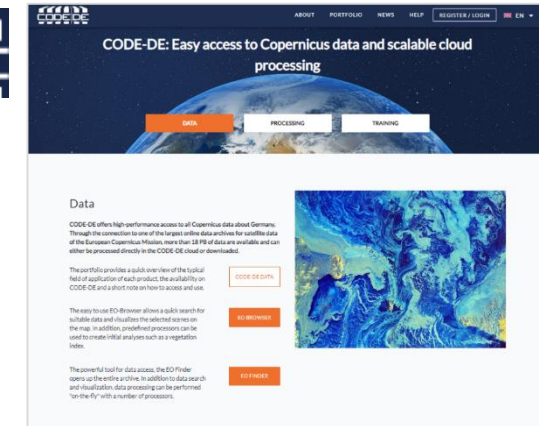 CODE-DE
ABOUT PORTFOLIO NEWS HELP REGISTER / LOGIN EN
CODE-DE: Easy access to Copernicus data and scalable cloud
processing
DATA PROCESSING TRAINING
Data
CODE-DE offers high-performance access to all Copernicus data about Germany.
Through the connection to one of the largest online data archives for satellite data
of the European Copernicus Mission, more than 18 PB of data are available and can
either be processed directly in the CODE-DE cloud or downloaded.
The portfolio provides a quick overview of the typical
field of application of each product, the availability on
CODE-DE and a short note on how to access and use.
CODE-DE DATA
The easy to use EO-Browser allows a quick search for
suitable data and visualizes the selected scenes on
the map. In addition, predefined processors can be
used to create initial analyses such as a vegetation
index.
EO BROWSER
The powerful tool for data access, the EO Finder
opens up the entire archive. In addition to data search
and visualization, data processing can be performed
"on-the-fly" with a number of processors.
EO FINDER